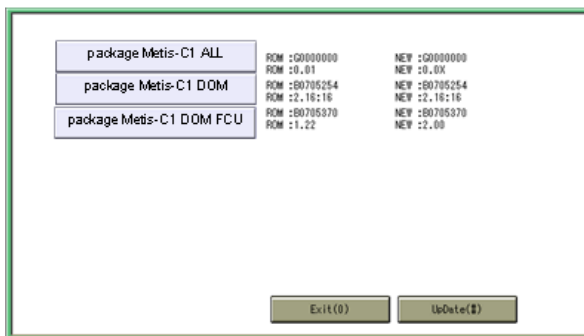 package Metis-C1 ALL
ROM :G0000000 NEW :G0000000
ROM :0.01 NEW :0.0X
package Metis-C1 DOM
ROM :B0705254 NEW :B0705254
ROM :2.16:16 NEW :2.16:16
package Metis-C1 DOM FCU
ROM :B0705370 NEW :B0705370
ROM :1.22 NEW :2.00
Exit(0) UpDate(#)